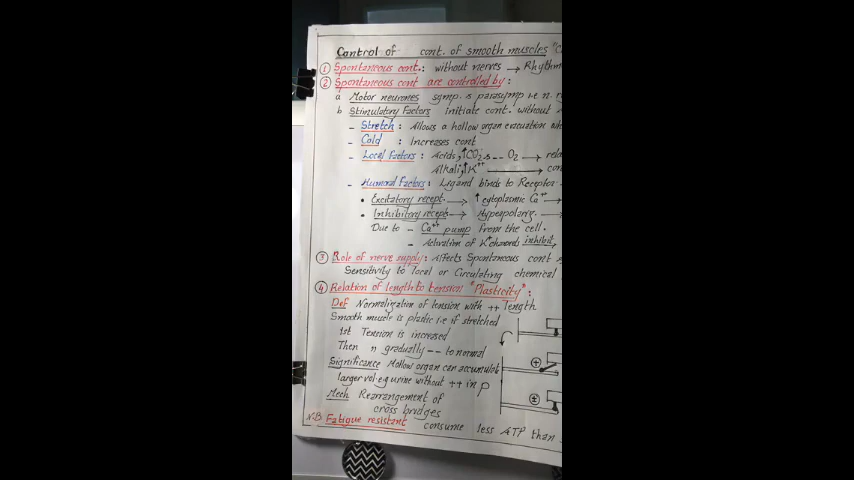 Control of cont. of smooth muscles "C
① Spontaneous cont.: without nerves → Rhythm
② Spontaneous cont are controlled by:
a Motor neurones symp. & parasymp i.e. n.
b Stimulatory Factors initiate cont. without
- Stretch: Allows a hollow organ evacuation wh
- Cold : Increases cont
- Local factors: Acids, ↑CO2 & -- O2 → rela
Alkali, ↑K++ → con
- Humoral factors: Ligand binds to Receptor
• Excitatory recept. → ↑ cytoplasmic Ca++ →
• Inhibitory recept → Hyperpolariz. →
Due to - Ca++ pump from the cell.
- Activation of K+ channels inhibit
③ Role of nerve supply: Affects Spontaneous cont
Sensitivity to local or Circulating chemical
④ Relation of length to tension "Plasticity":
Def Normalization of tension with ++ length
Smooth muscle is plastic i.e if stretched
1st Tension is increased
Then 〃 gradually -- to normal
Significance Hollow organ can accumulate
larger vol. e.g urine without ++ in P
Mech Rearrangement of
cross bridges
N.B Fatigue resistant consume less ATP than